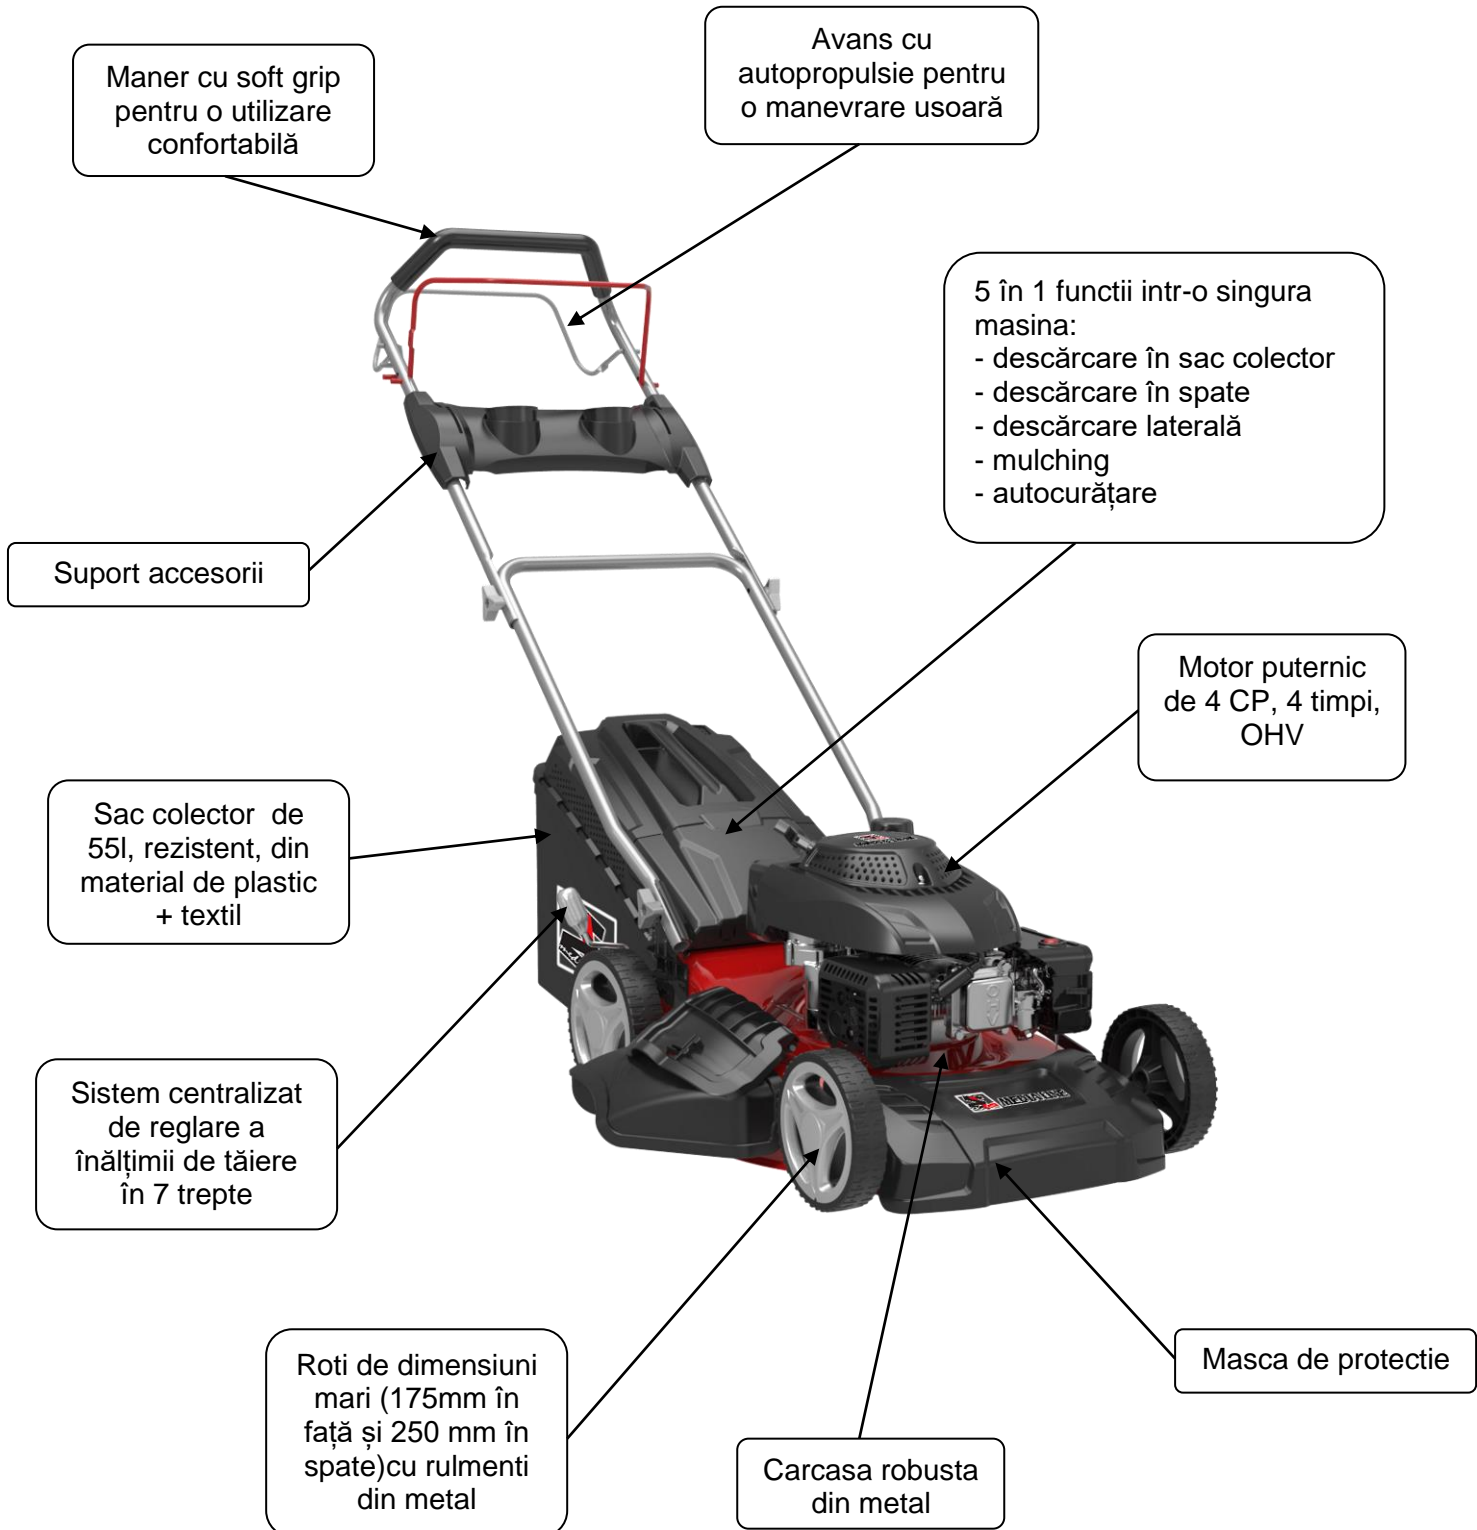 Maner cu soft grip
pentru o utilizare
confortabilă
Avans cu
autopropulsie pentru
o manevrare usoară
5 în 1 functii intr-o singura
masina:
- descărcare în sac colector
- descărcare în spate
- descărcare laterală
- mulching
- autocurățare
Suport accesorii
Motor puternic
de 4 CP, 4 timpi,
OHV
Sac colector de
55l, rezistent, din
material de plastic
+ textil
Sistem centralizat
de reglare a
înălțimii de tăiere
în 7 trepte
MEDIALINE
Roti de dimensiuni
mari (175mm în
față și 250 mm în
spate)cu rulmenti
din metal
Carcasa robusta
din metal
Masca de protectie